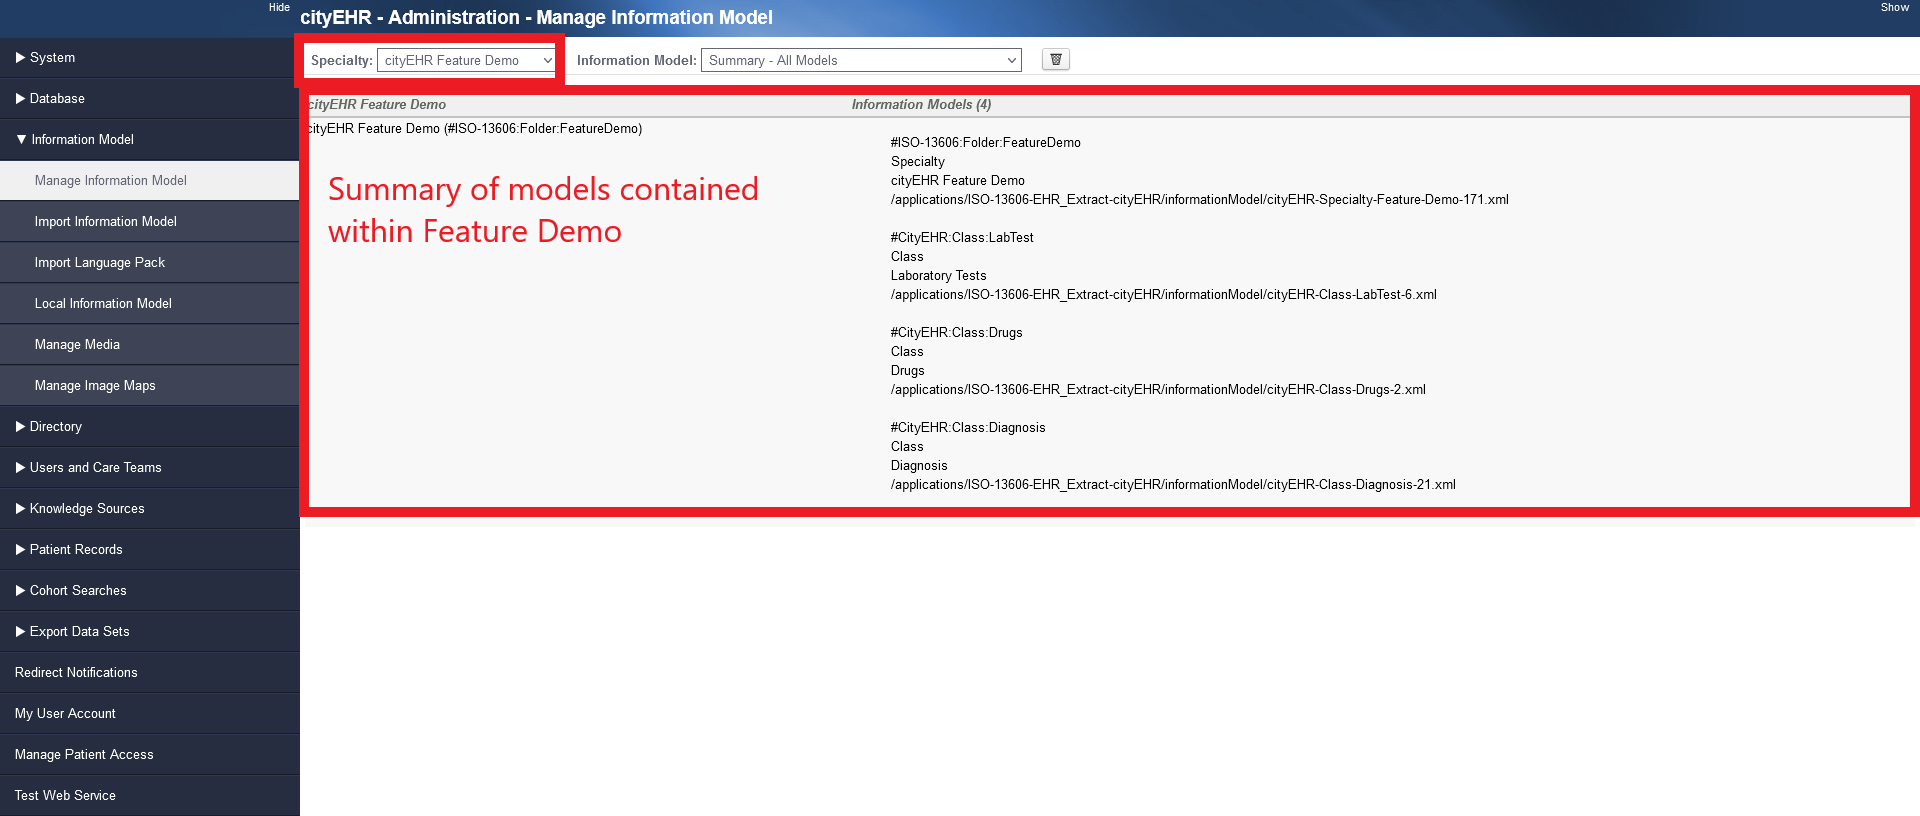 Hide
cityEHR - Administration - Manage Information Model
Show
▶ System
▶ Database
▼ Information Model
Manage Information Model
Import Information Model
Import Language Pack
Local Information Model
Manage Media
Manage Image Maps
▶ Directory
▶ Users and Care Teams
▶ Knowledge Sources
▶ Patient Records
▶ Cohort Searches
▶ Export Data Sets
Redirect Notifications
My User Account
Manage Patient Access
Test Web Service
Specialty: cityEHR Feature Demo Information Model: Summary - All Models
cityEHR Feature Demo Information Models (4)
cityEHR Feature Demo (#ISO-13606:Folder:FeatureDemo)
Summary of models contained
within Feature Demo
#ISO-13606:Folder:FeatureDemo
Specialty
cityEHR Feature Demo
/applications/ISO-13606-EHR_Extract-cityEHR/informationModel/cityEHR-Specialty-Feature-Demo-171.xml
#CityEHR:Class:LabTest
Class
Laboratory Tests
/applications/ISO-13606-EHR_Extract-cityEHR/informationModel/cityEHR-Class-LabTest-6.xml
#CityEHR:Class:Drugs
Class
Drugs
/applications/ISO-13606-EHR_Extract-cityEHR/informationModel/cityEHR-Class-Drugs-2.xml
#CityEHR:Class:Diagnosis
Class
Diagnosis
/applications/ISO-13606-EHR_Extract-cityEHR/informationModel/cityEHR-Class-Diagnosis-21.xml